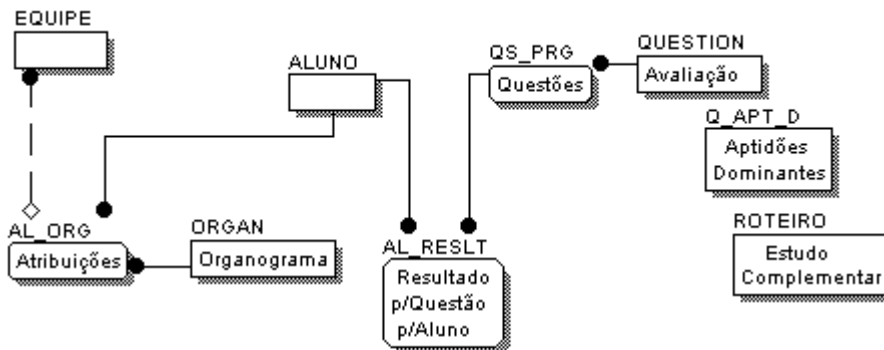 EQUIPE
ALUNO
QS_PRG
Questões
QUESTION
Avaliação
Q_APT_D
Aptidões
Dominantes
AL_ORG
Atribuições
ORGAN
Organograma
AL_RESLT
Resultado
p/Questão
p/Aluno
ROTEIRO
Estudo
Complementar